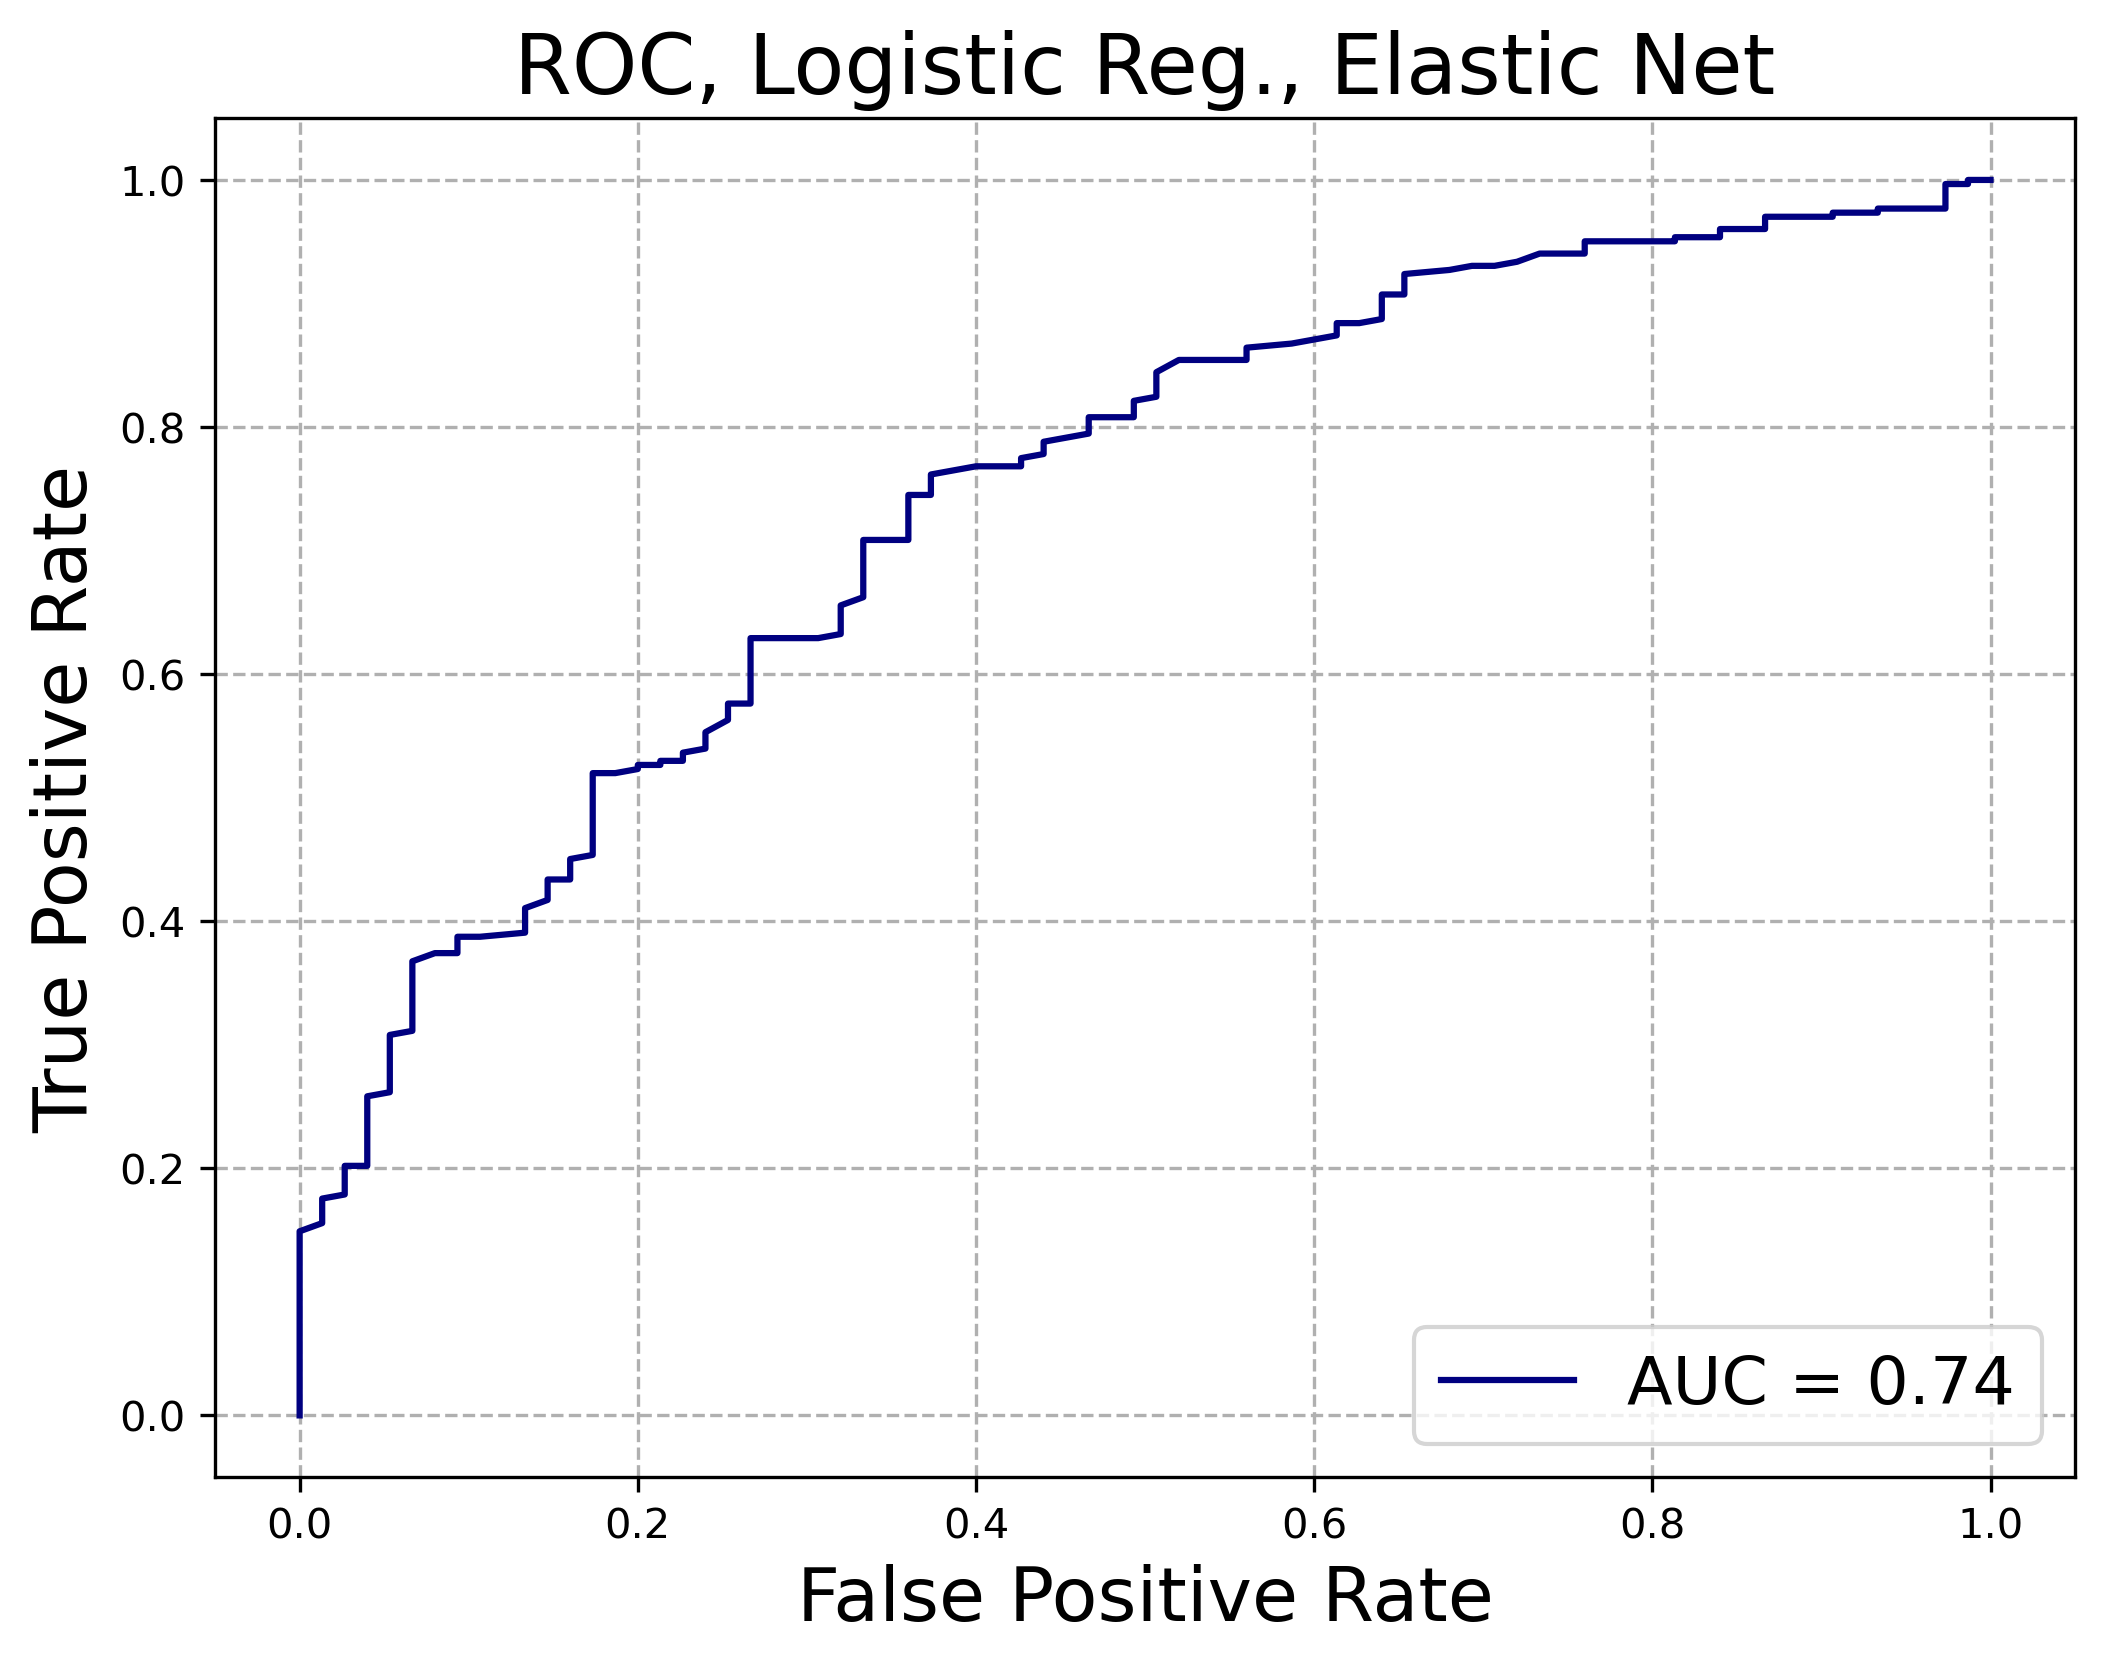 ROC, Logistic Reg., Elastic Net
True Positive Rate
1.0
0.8
0.6
0.4
0.2
0.0
AUC = 0.74
0.0 0.2 0.4 0.6 0.8 1.0
False Positive Rate